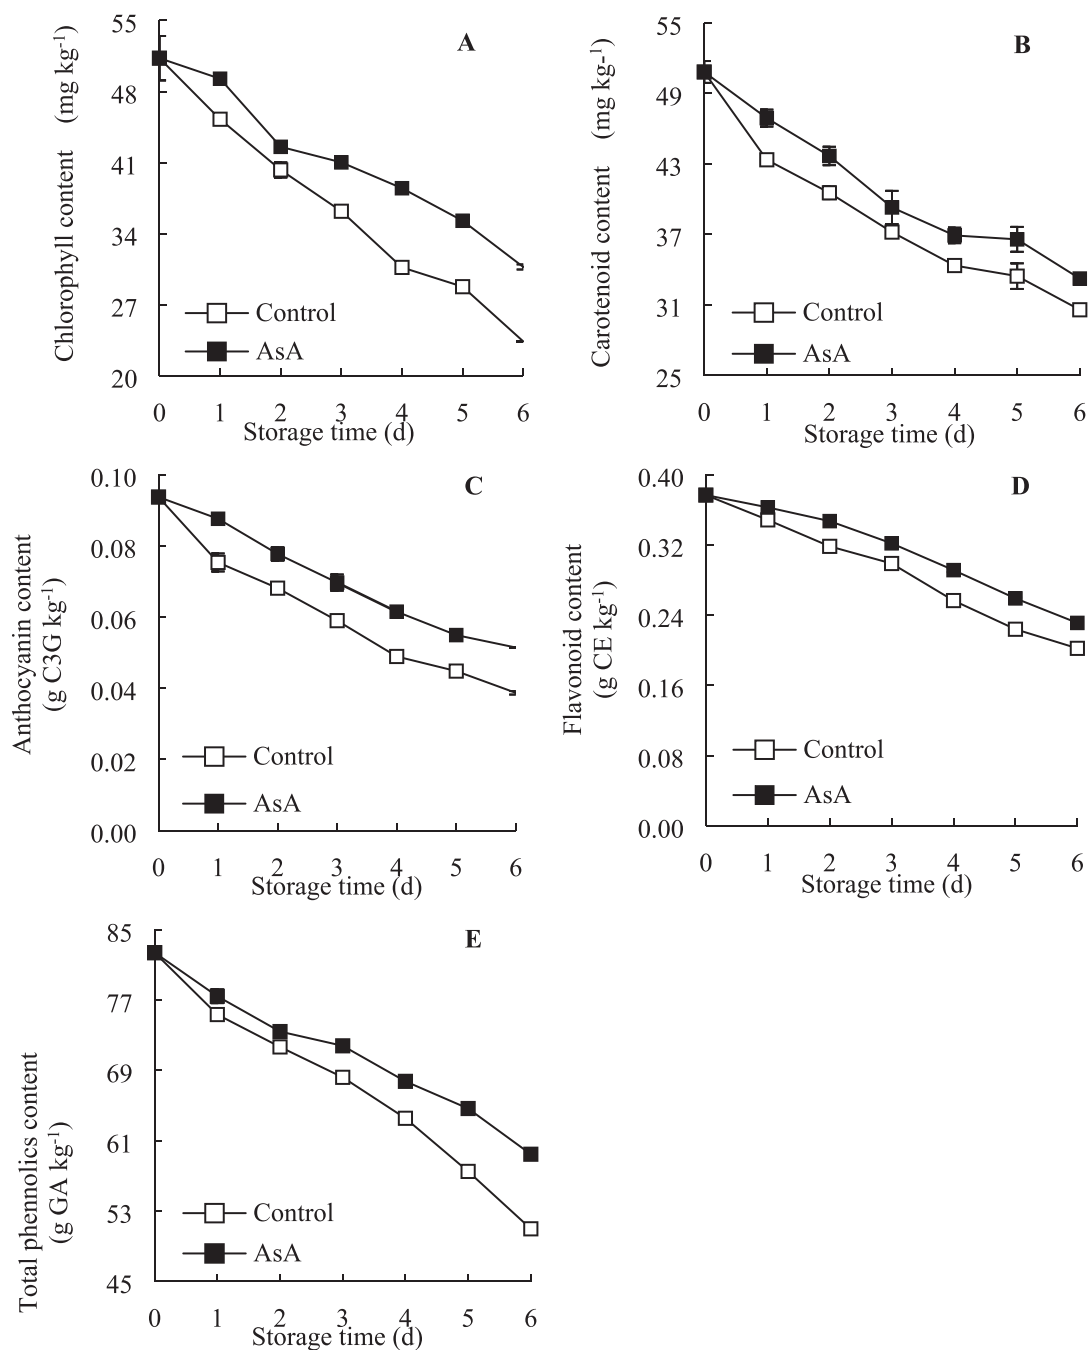 A
Chlorophyll content (mg kg-1)
55
48
41
34
27
20
Control
AsA
0 1 2 3 4 5 6
Storage time (d)
B
Carotenoid content (mg kg-1)
55
49
43
37
31
25
Control
AsA
0 1 2 3 4 5 6
Storage time (d)
C
Anthocyanin content
(g C3G kg-1)
0.10
0.08
0.06
0.04
0.02
0.00
Control
AsA
0 1 2 3 4 5 6
Storage time (d)
D
Flavonoid content
(g CE kg-1)
0.40
0.32
0.24
0.16
0.08
0.00
Control
AsA
0 1 2 3 4 5 6
Storage time (d)
E
Total phennolics content
(g GA kg-1)
85
77
69
61
53
45
Control
AsA
0 1 2 3 4 5 6
Storage time (d)